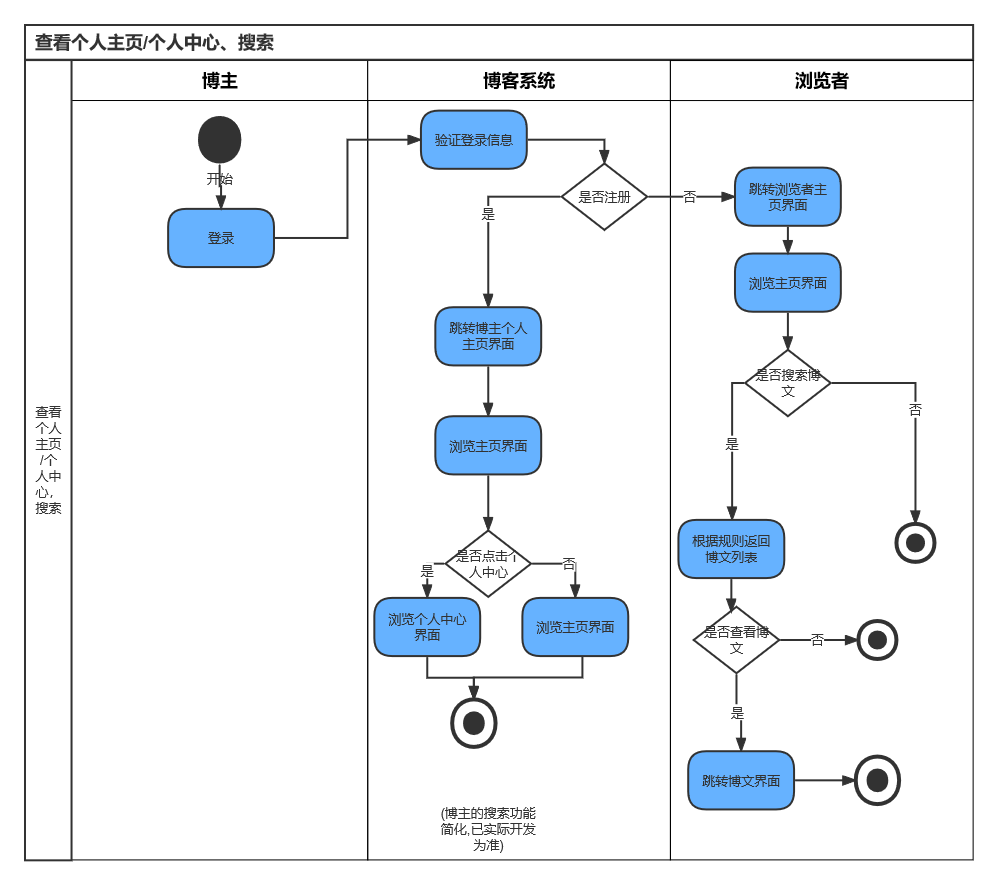 查看个人主页/个人中心、搜索
博主
博客系统
浏览者
查看
个人
主页
/个
人中
心,
搜索
开始
登录
验证登录信息
是否注册
是
否
跳转博主个人
主页界面
浏览主页界面
是否点击个
人中心
是
否
浏览个人中心
界面
浏览主页界面
(博主的搜索功能
简化,已实际开发
为准)
跳转浏览者主
页界面
浏览主页界面
是否搜索博
文
是
否
根据规则返回
博文列表
是否查看博
文
否
是
跳转博文界面